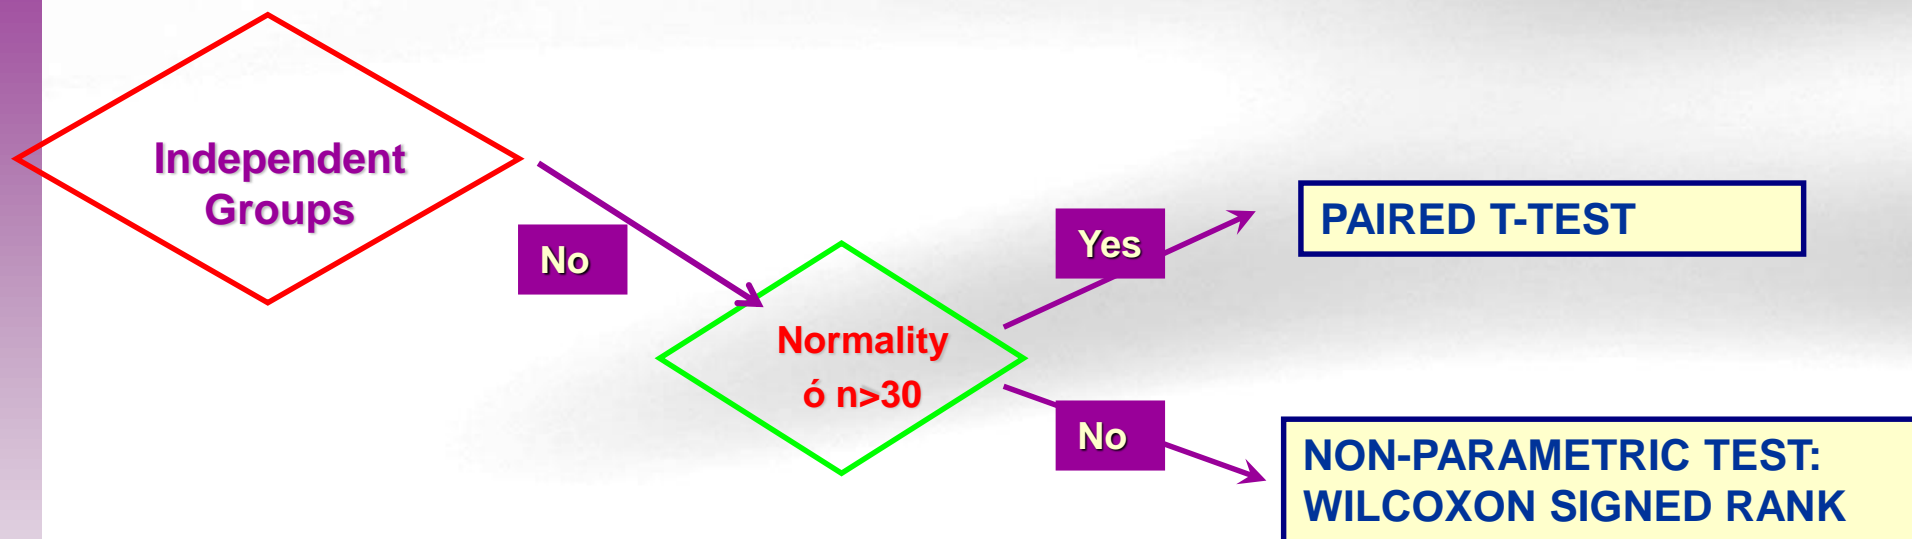 Independent
Groups
No
Normality
ó n>30
Yes
PAIRED T-TEST
No
NON-PARAMETRIC TEST:
WILCOXON SIGNED RANK